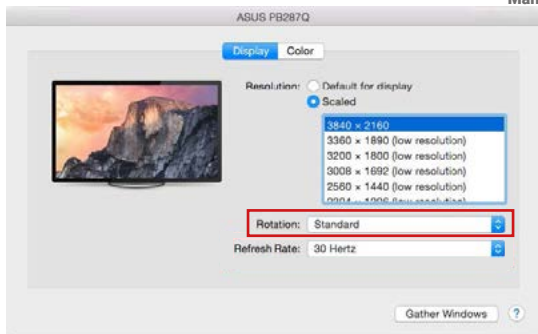 Man
ASUS PB287Q
Display Color
Resolution: Default for display
Scaled
3840 × 2160
3360 × 1890 (low resolution)
3200 × 1800 (low resolution)
3008 × 1692 (low resolution)
2560 × 1440 (low resolution)
Rotation: Standard
Refresh Rate: 30 Hertz
Gather Windows ?